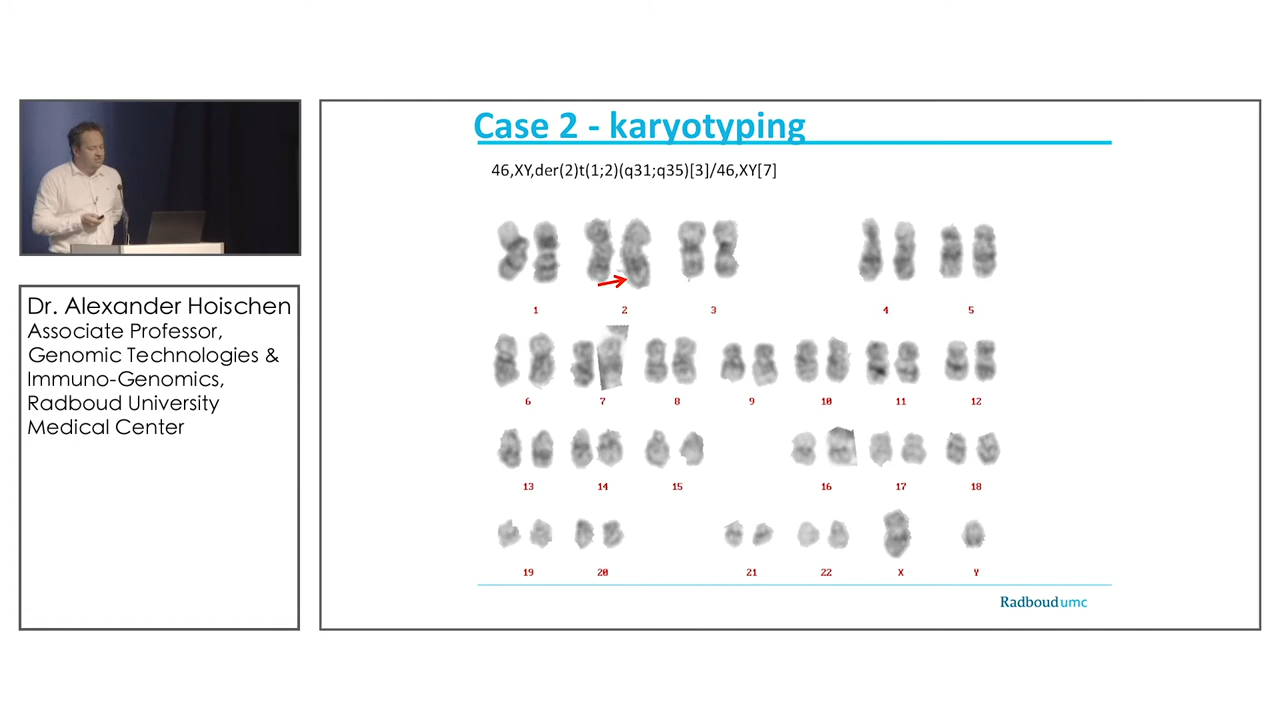 Case 2 - karyotyping
46,XY,der(2)t(1;2)(q31;q35)[3]/46,XY[7]
1 2 3 4 5
6 7 8 9 10 11 12
13 14 15 16 17 18
19 20 21 22 X Y
Radboudumc
Dr. Alexander Hoischen
Associate Professor,
Genomic Technologies &
Immuno-Genomics,
Radboud University
Medical Center